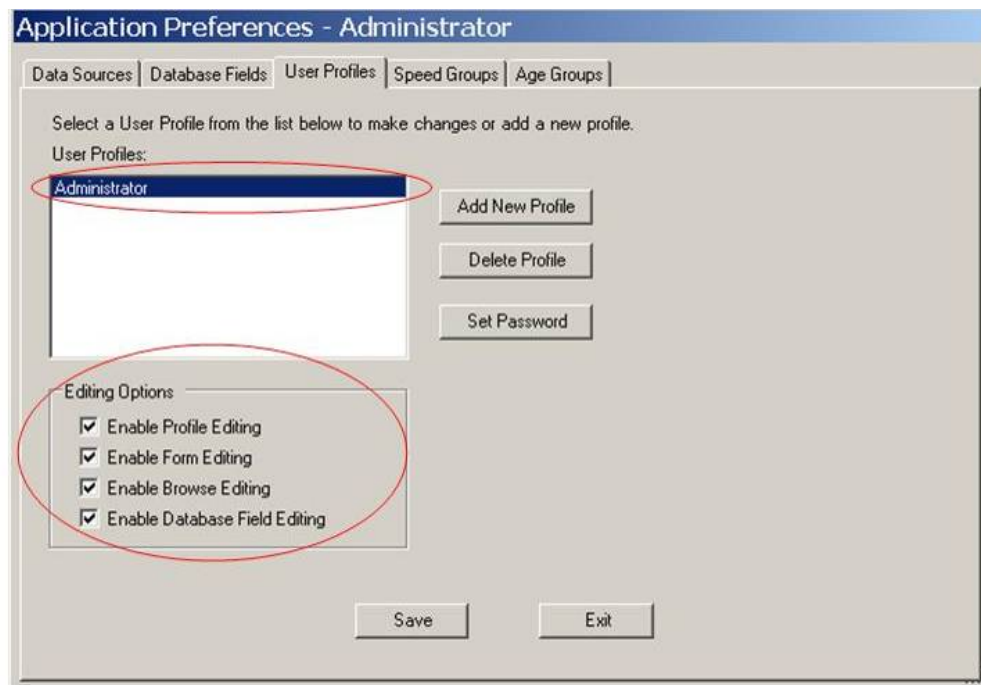 Application Preferences - Administrator
Data Sources Database Fields User Profiles Speed Groups Age Groups
Select a User Profile from the list below to make changes or add a new profile.
User Profiles:
Administrator
Add New Profile
Delete Profile
Set Password
Editing Options
Enable Profile Editing
Enable Form Editing
Enable Browse Editing
Enable Database Field Editing
Save Exit